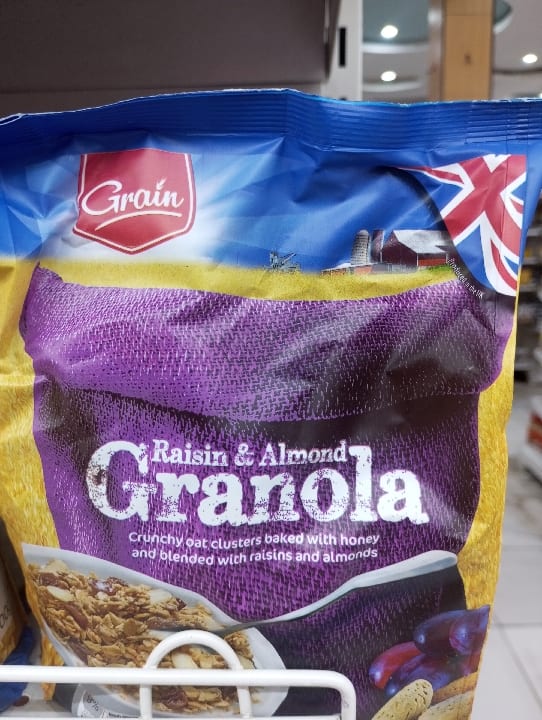 Grain
Produced in the UK
Raisin & Almond
Granola
Crunchy oat clusters baked with honey
and blended with raisins and almonds